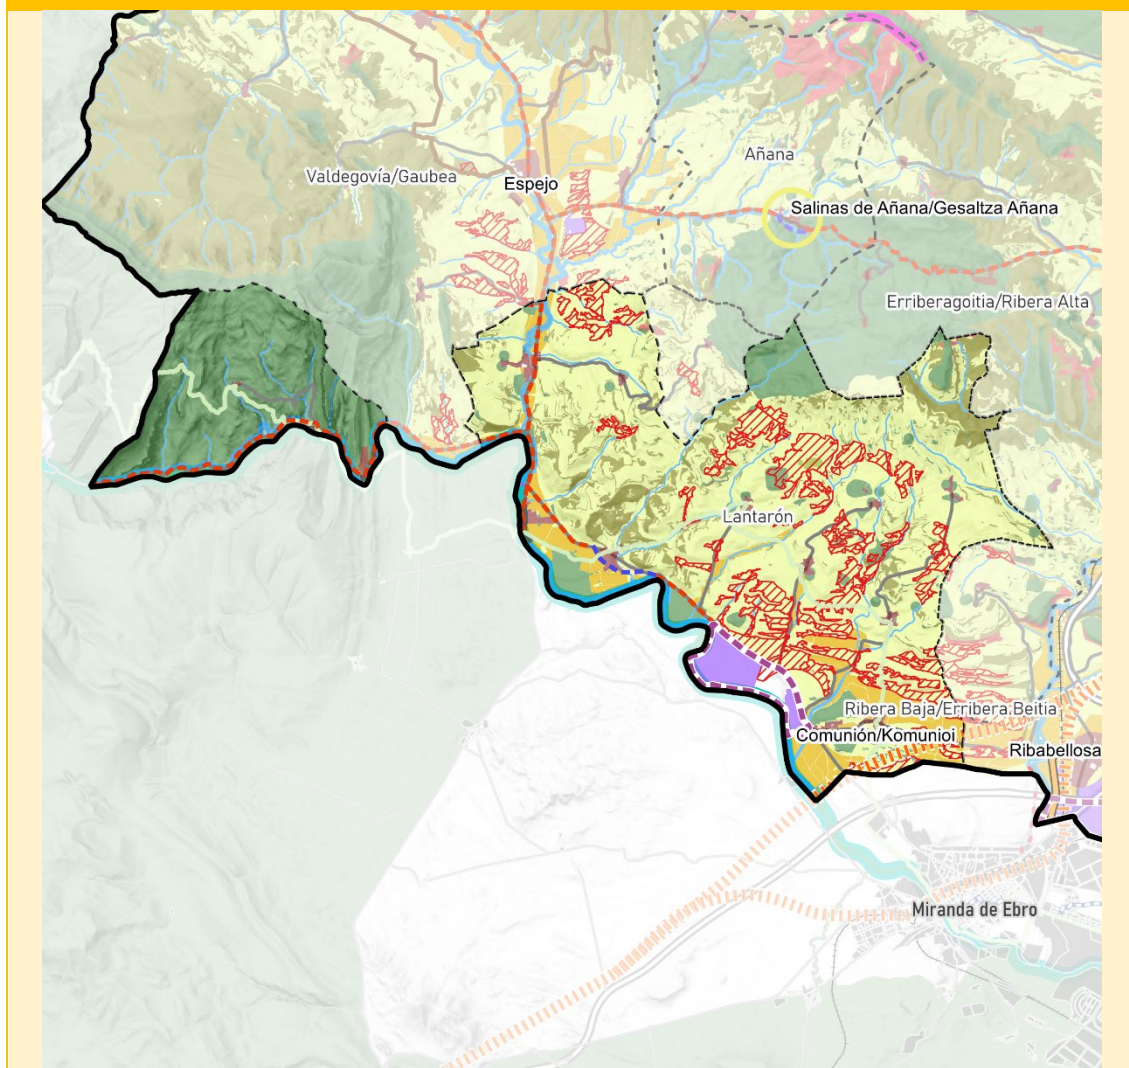 Añana
Valdegovía/Gaubea
Espejo
Salinas de Añana/Gesaltza Añana
Erriberagoitia/Ribera Alta
Lantarón
Ribera Baja/Erribera Beitia
Comunión/Komunioi
Ribabellosa
Miranda de Ebro